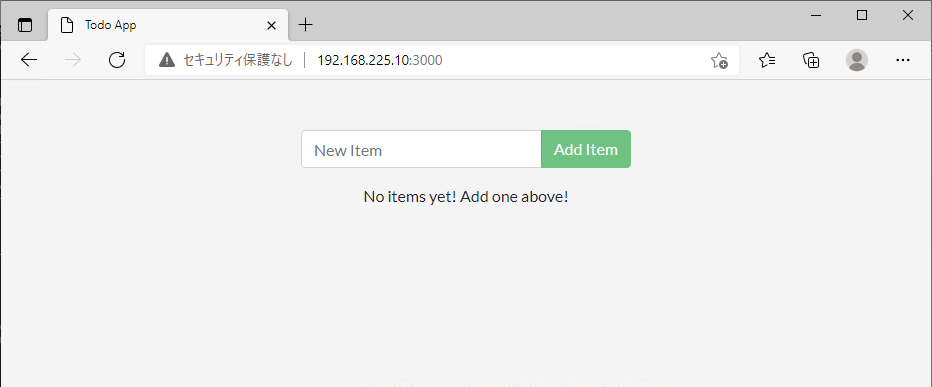 Todo App
セキュリティ保護なし 192.168.225.10:3000
New Item Add Item
No items yet! Add one above!